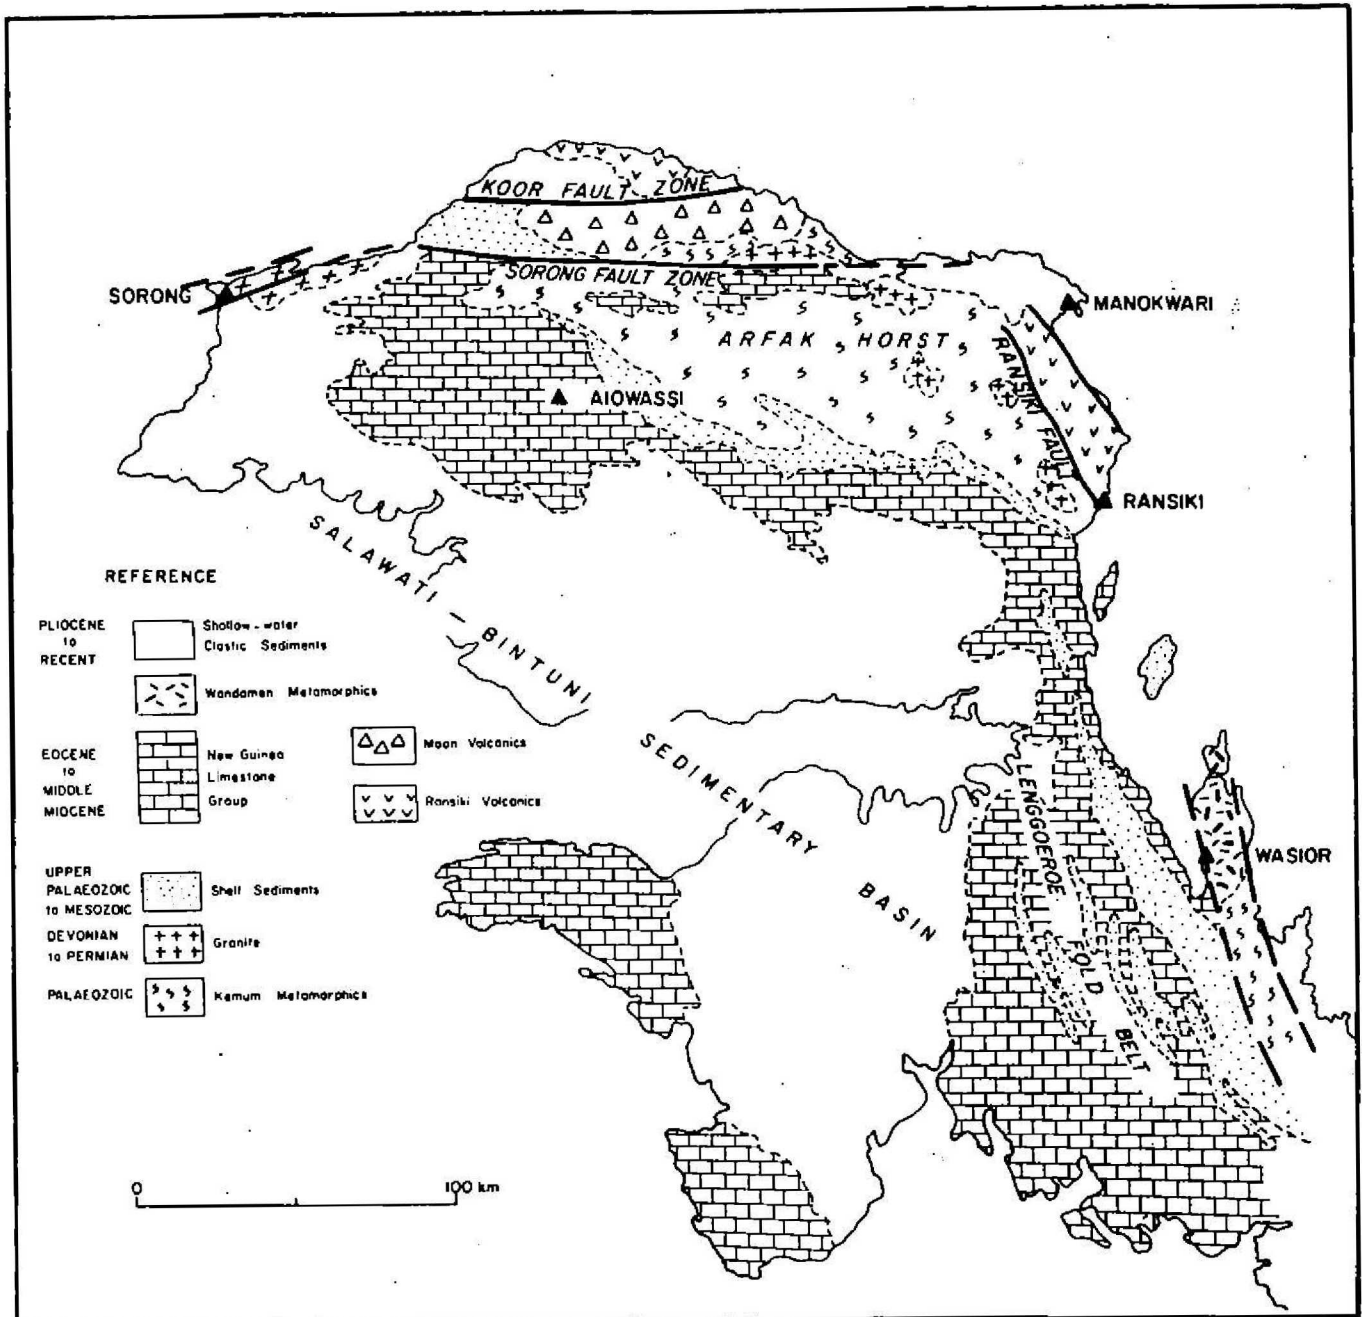 KOOR FAULT ZONE
SORONG FAULT ZONE
SORONG
MANOKWARI
ARFAK HORST
RANSIKI FAULT
AIOWASSI
RANSIKI
SALAWATI – BINTUNI
SEDIMENTARY
BASIN
LENGGOEROE
FOLD
BELT
WASIOR
REFERENCE
PLIOCENE
to
RECENT
Shallow-water
Clastic Sediments
Wandamen Metamorphics
EOCENE
to
MIDDLE
MIOCENE
New Guinea
Limestone
Group
Moon Volcanics
Ransiki Volcanics
UPPER
PALAEOZOIC
to MESOZOIC
Shelf Sediments
DEVONIAN
to PERMIAN
Granite
PALAEOZOIC
Kemum Metamorphics
0
100 km